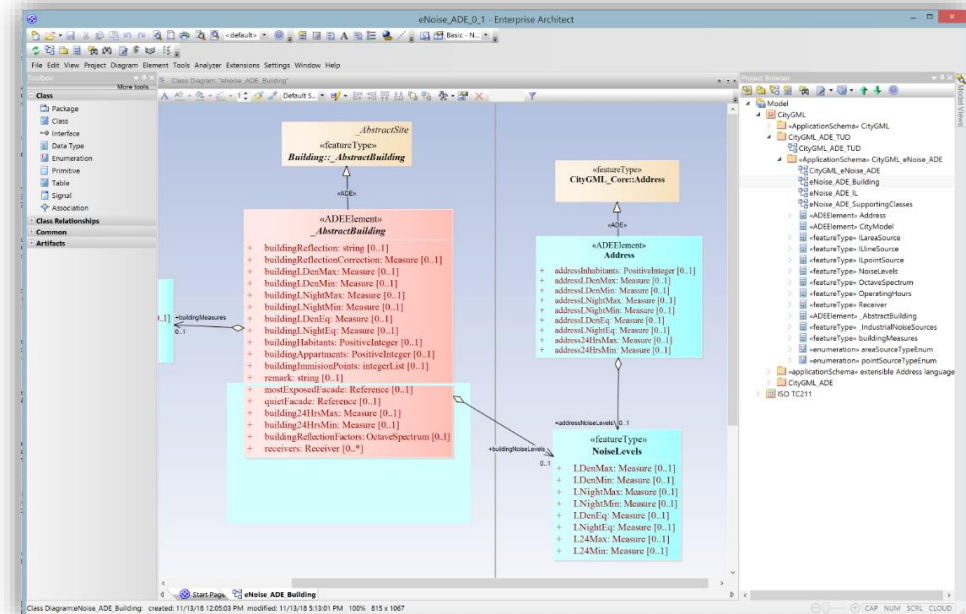 eNoise_ADE_0_1 - Enterprise Architect
<default>
Basic - N...
File Edit View Project Diagram Element Tools Analyzer Extensions Settings Window Help
Toolbox
More tools...
Class
Package
Class
Interface
Data Type
Enumeration
Primitive
Table
Signal
Association
Class Relationships
Common
Artifacts
Class Diagram: "eNoise_ADE_Building"
Default S...
_AbstractSite
«featureType»
Building::_AbstractBuilding
«ADE»
«ADEElement»
_AbstractBuilding
+ buildingReflection: string [0..1]
+ buildingReflectionCorrection: Measure [0..1]
+ buildingLDenMax: Measure [0..1]
+ buildingLDenMin: Measure [0..1]
+ buildingLNightMax: Measure [0..1]
+ buildingLNightMin: Measure [0..1]
+ buildingLDenEq: Measure [0..1]
+ buildingLNightEq: Measure [0..1]
+ buildingHabitants: PositiveInteger [0..1]
+ buildingAppartments: PositiveInteger [0..1]
+ buildingImmisionPoints: integerList [0..1]
+ remark: string [0..1]
+ mostExposedFacade: Reference [0..1]
+ quietFacade: Reference [0..1]
+ building24HrsMax: Measure [0..1]
+ building24HrsMin: Measure [0..1]
+ buildingReflectionFactors: OctaveSpectrum [0..1]
+ receivers: Receiver [0..*]
0..1]
+buildingMeasures
0..1
«featureType»
CityGML_Core::Address
«ADE»
«ADEElement»
Address
+ addressInhabitants: PositiveInteger [0..1]
+ addressLDenMax: Measure [0..1]
+ addressLDenMin: Measure [0..1]
+ addressLNightMax: Measure [0..1]
+ addressLNightMin: Measure [0..1]
+ addressLDenEq: Measure [0..1]
+ addressLNightEq: Measure [0..1]
+ address24HrsMax: Measure [0..1]
+ address24HrsMin: Measure [0..1]
+addressNoiseLevels 0..1
+buildingNoiseLevels
0..1
«featureType»
NoiseLevels
+ LDenMax: Measure [0..1]
+ LDenMin: Measure [0..1]
+ LNightMax: Measure [0..1]
+ LNightMin: Measure [0..1]
+ LDenEq: Measure [0..1]
+ LNightEq: Measure [0..1]
+ L24Max: Measure [0..1]
+ L24Min: Measure [0..1]
Project Browser
Model Views
Model
CityGML
«ApplicationSchema» CityGML
CityGML_ADE_TUD
CityGML_ADE_TUD
«ApplicationSchema» CityGML_eNoise_ADE
CityGML_eNoise_ADE
eNoise_ADE_Building
eNoise_ADE_IL
eNoise_ADE_SupportingClasses
«ADEElement» Address
«ADEElement» CityModel
«featureType» ILareaSource
«featureType» ILlineSource
«featureType» ILpointSource
«featureType» NoiseLevels
«featureType» OctaveSpectrum
«featureType» OperatingHours
«featureType» Receiver
«ADEElement» _AbstractBuilding
«featureType» _IndustrialNoiseSources
«featureType» buildingMeasures
«enumeration» areaSourceTypeEnum
«enumeration» pointSourceTypeEnum
«applicationSchema» extensible Address language
CityGML_ADE
ISO TC211
Start Page
eNoise_ADE_Building
Class Diagram:eNoise_ADE_Building: created: 11/13/18 12:05:03 PM modified: 11/13/18 5:13:01 PM 100% 815 x 1067
CAP NUM SCRL CLOUD